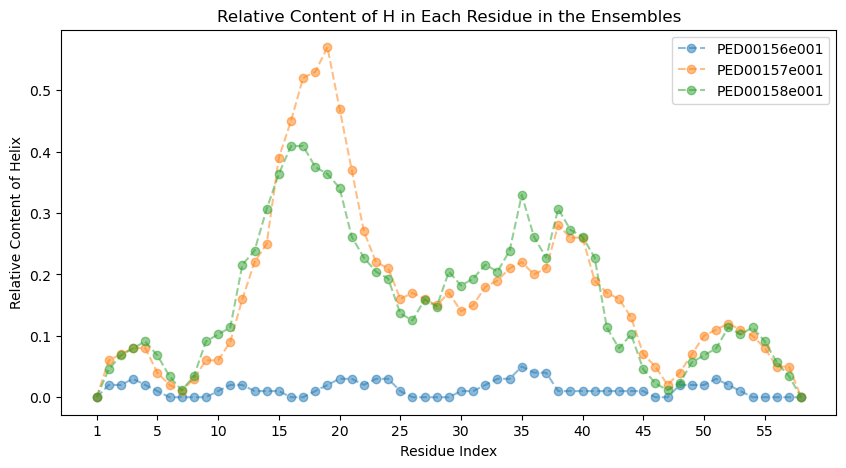 Relative Content of H in Each Residue in the Ensembles
PED00156e001
PED00157e001
PED00158e001
Relative Content of Helix
0.5
0.4
0.3
0.2
0.1
0.0
1 5 10 15 20 25 30 35 40 45 50 55
Residue Index